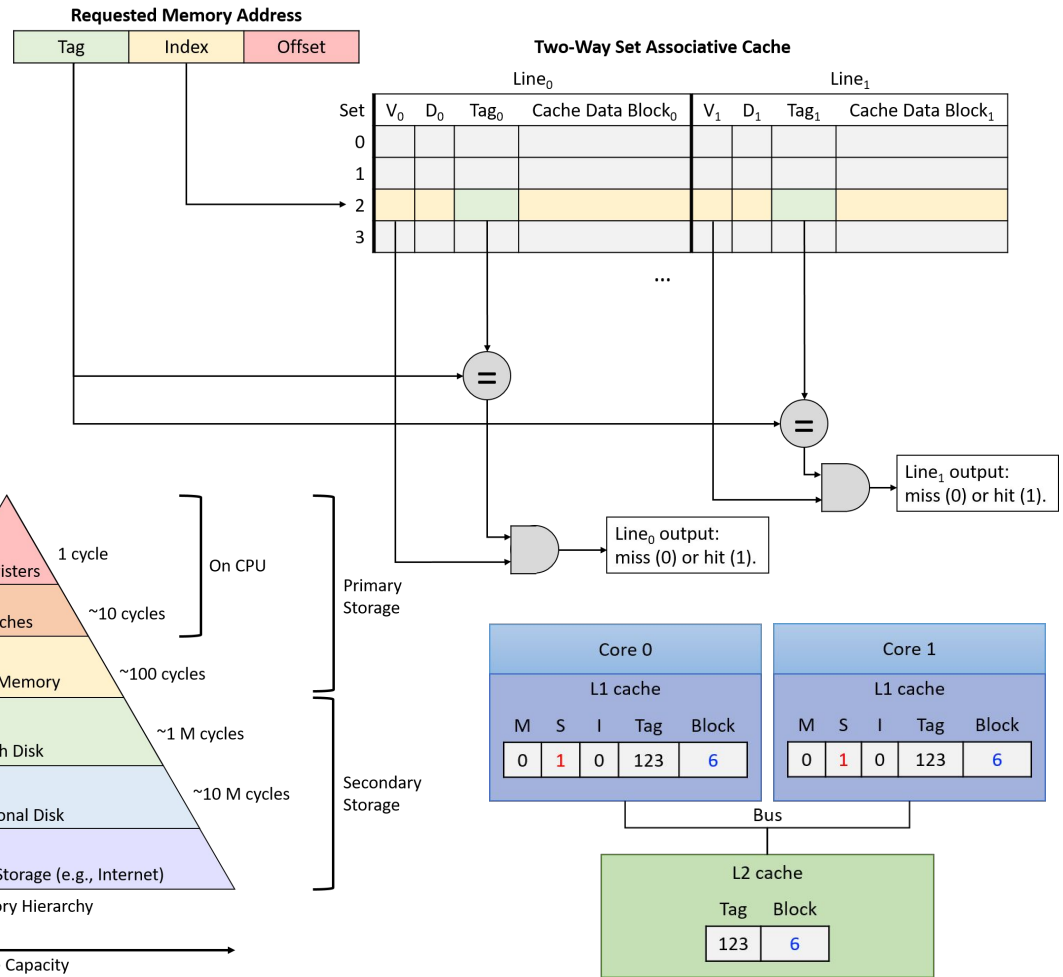 Requested Memory Address
Tag Index Offset
Two-Way Set Associative Cache
Line0 Line1
Set V0 D0 Tag0 Cache Data Block0 V1 D1 Tag1 Cache Data Block1
0
1
2
3
...
=
=
Line1 output:
miss (0) or hit (1).
Line0 output:
miss (0) or hit (1).
1 cycle
isters
On CPU
~10 cycles
ches
Primary
Storage
~100 cycles
Memory
~1 M cycles
h Disk
~10 M cycles
onal Disk
Secondary
Storage
Storage (e.g., Internet)
ory Hierarchy
Capacity
Core 0
L1 cache
M S I Tag Block
0 1 0 123 6
Core 1
L1 cache
M S I Tag Block
0 1 0 123 6
Bus
L2 cache
Tag Block
123 6